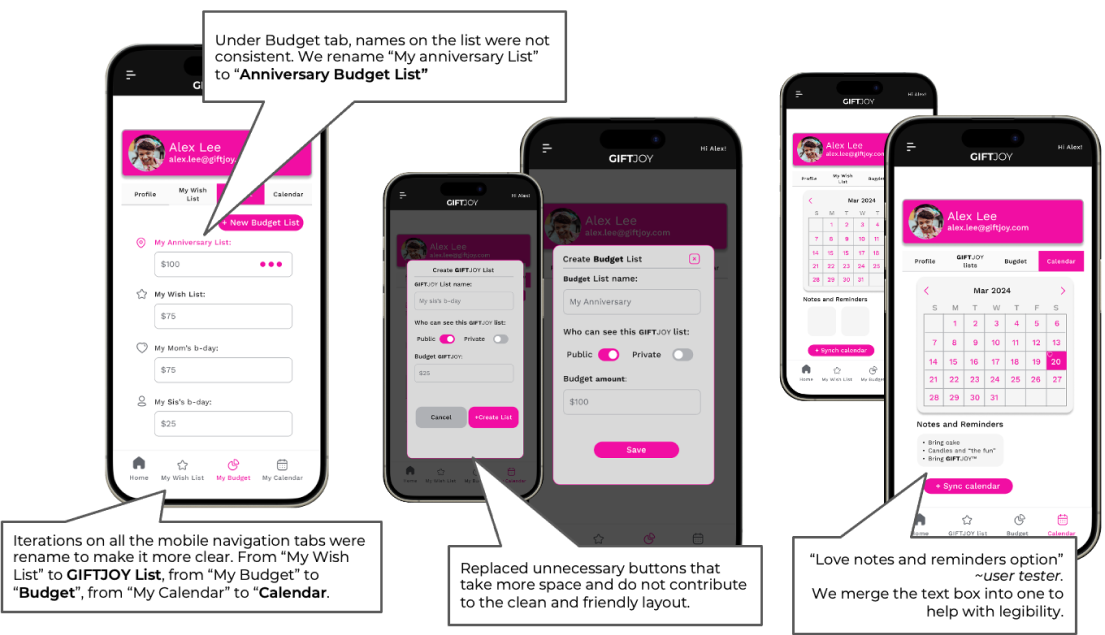 Under Budget tab, names on the list were not
consistent. We rename “My anniversary List”
to “Anniversary Budget List”
G
Alex Lee
alex.lee@giftjoy.
Profile
My Wish
List
Calendar
+ New Budget List
My Anniversary List:
$100
My Wish List:
$75
My Mom's b-day:
$75
My Sis's b-day:
$25
Home
My Wish List
My Budget
My Calendar
Iterations on all the mobile navigation tabs were
rename to make it more clear. From “My Wish
List” to GIFTJOY List, from “My Budget” to
“Budget”, from “My Calendar” to “Calendar.
GIFTJOY
Hi Alex!
Alex Lee
alex.lee@giftjoy.com
Create GIFTJOY List
GIFTJOY List name:
My sis's b-day
Who can see this GIFTJOY list:
Public
Private
Budget GIFTJOY:
$25
Cancel
+Create List
Home
My Wish List
My Bu
Calendar
GIFTJOY
Hi Alex!
Alex Lee
alex.lee@giftjoy.com
Create Budget List
x
Budget List name:
My Anniversary
Who can see this GIFTJOY list:
Public
Private
Budget amount:
$100
Save
Replaced unnecessary buttons that
take more space and do not contribute
to the clean and friendly layout.
GIFTJOY
Hi Alex!
Alex Lee
alex.lee@giftjoy.com
Profile
My Wish
List
Budget
Mar 2024
S M T W T
1 2 3 4
7 8 9 10 11
14 15 16 17 18
21 22 23 24 25
28 29 30 31
Notes and Reminders
+ Synch calendar
Home
My Wish List
My Budget
GIFTJOY
Hi Alex!
Alex Lee
alex.lee@giftjoy.com
Profile
GIFTJOY
lists
Bugdet
Calendar
Mar 2024
S M T W T F S
1 2 3 4 5 6
7 8 9 10 11 12 13
14 15 16 17 18 19 20
21 22 23 24 25 26 27
28 29 30 31
Notes and Reminders
• Bring cake
• Candles and "the fun"
• Bring GIFTJOY™
+ Sync calendar
Home
GIFTJOY list
Budget
Calendar
“Love notes and reminders option”
~user tester.
We merge the text box into one to
help with legibility.